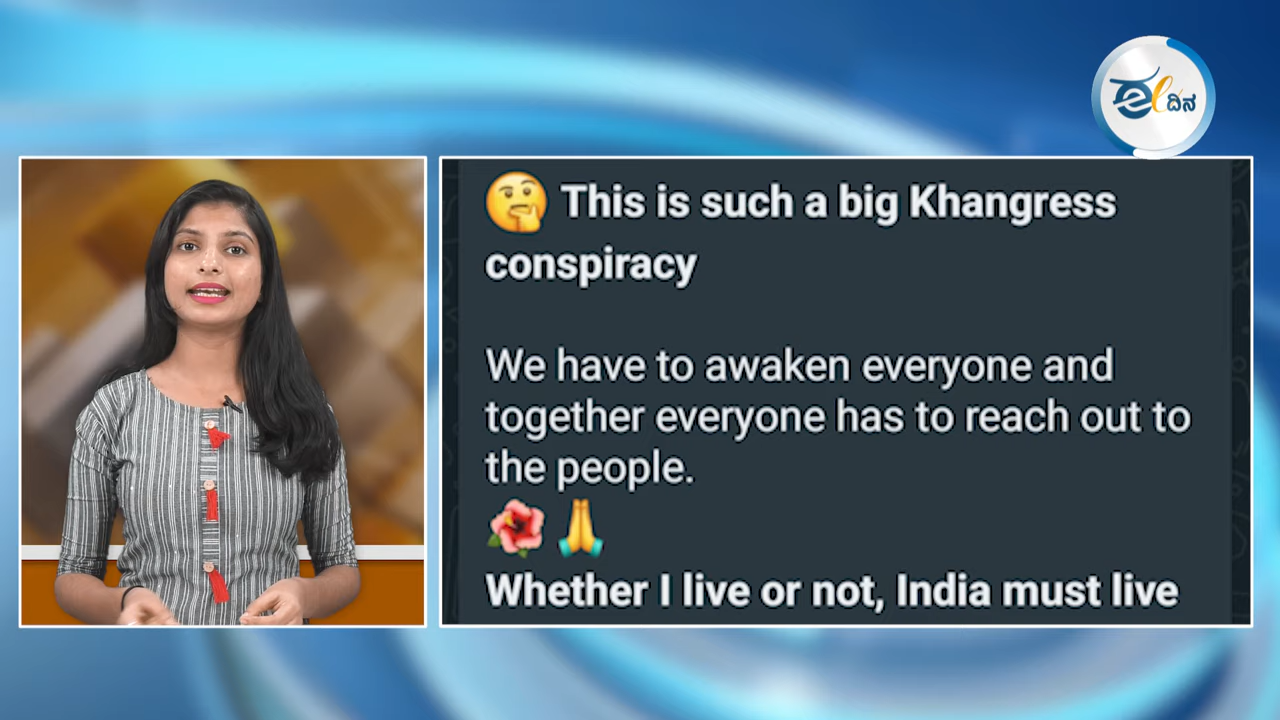 ಈ ದಿನ
🤔 This is such a big Khangress
conspiracy
We have to awaken everyone and
together everyone has to reach out to
the people.
🌺 🙏
Whether I live or not, India must live